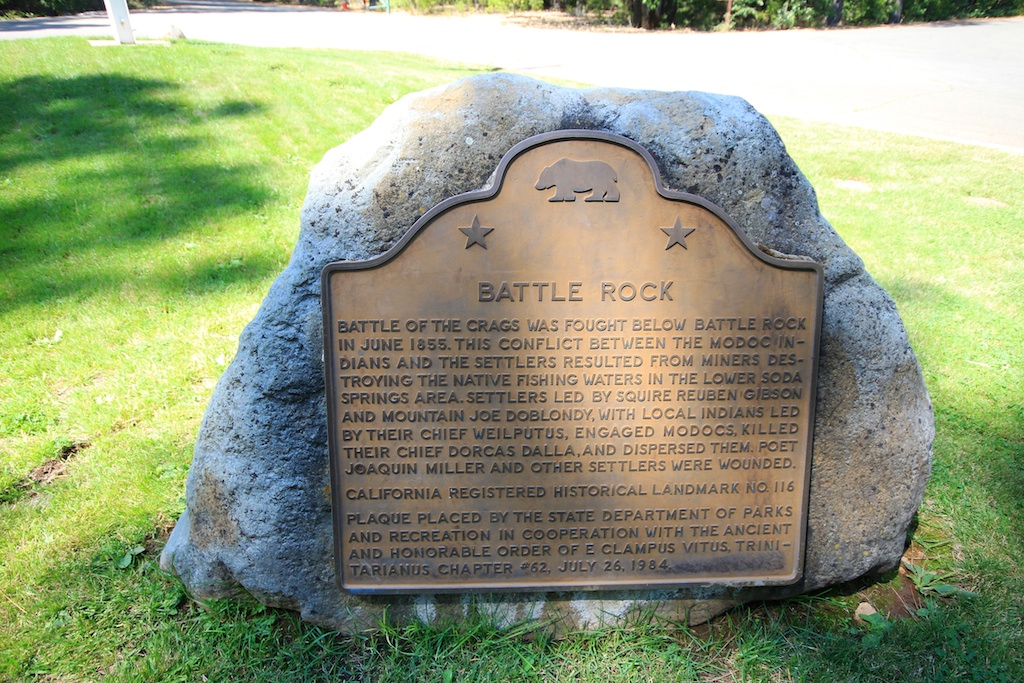 BATTLE ROCK
BATTLE OF THE CRAGS WAS FOUGHT BELOW BATTLE ROCK
IN JUNE 1855. THIS CONFLICT BETWEEN THE MODOC IN-
DIANS AND THE SETTLERS RESULTED FROM MINERS DES-
TROYING THE NATIVE FISHING WATERS IN THE LOWER SODA
SPRINGS AREA. SETTLERS LED BY SQUIRE REUBEN GIBSON
AND MOUNTAIN JOE DOBLONDY, WITH LOCAL INDIANS LED
BY THEIR CHIEF WEILPUTUS, ENGAGED MODOCS, KILLED
THEIR CHIEF DORCAS DALLA, AND DISPERSED THEM. POET
JOAQUIN MILLER AND OTHER SETTLERS WERE WOUNDED.
CALIFORNIA REGISTERED HISTORICAL LANDMARK NO. 116
PLAQUE PLACED BY THE STATE DEPARTMENT OF PARKS
AND RECREATION IN COOPERATION WITH THE ANCIENT
AND HONORABLE ORDER OF E CLAMPUS VITUS, TRINI-
TARIANUS CHAPTER #62, JULY 26, 1984.